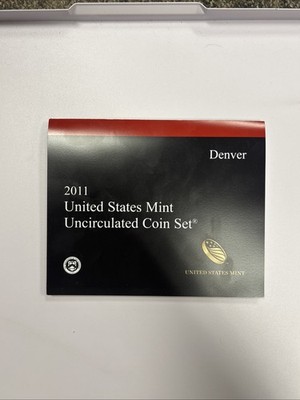 Denver
2011
United States Mint
Uncirculated Coin Set®
UNITED STATES MINT